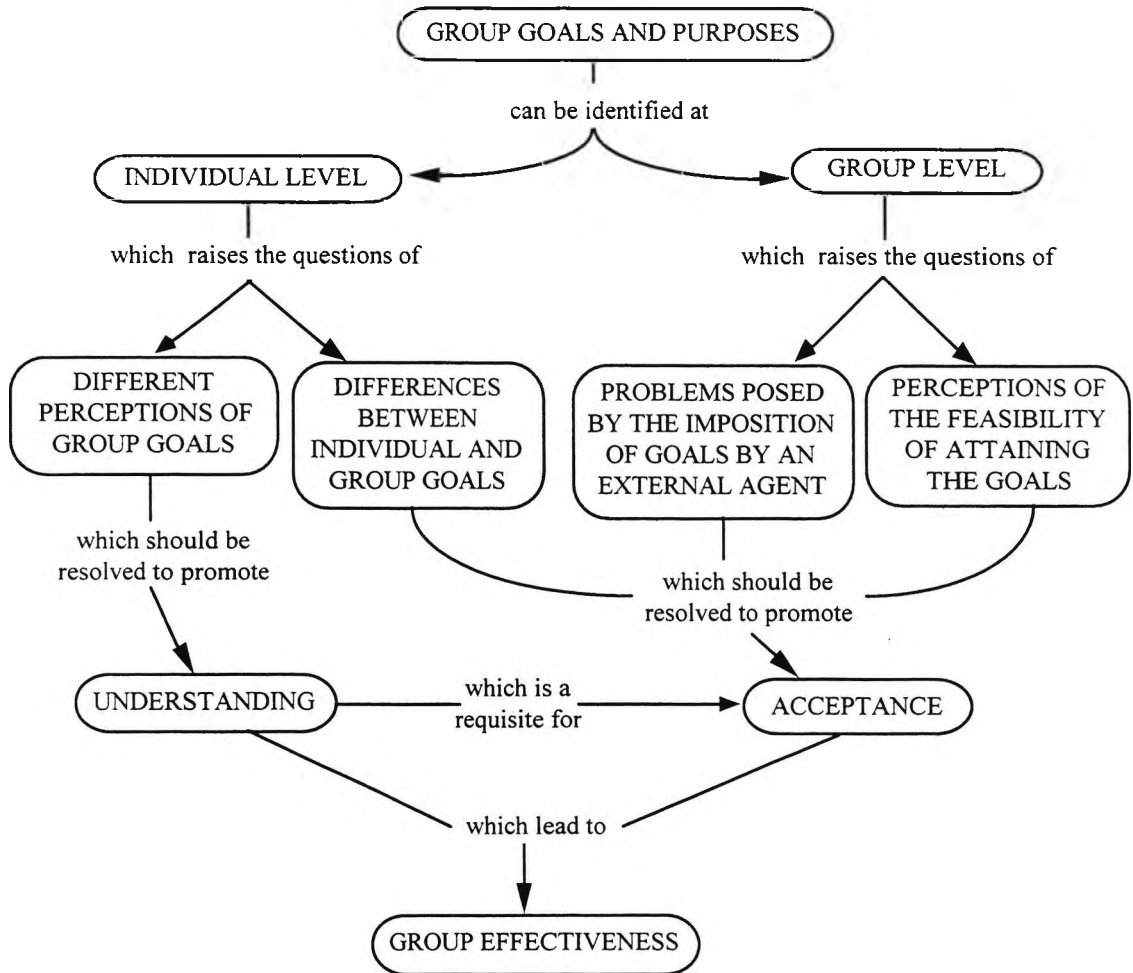 GROUP GOALS AND PURPOSES
can be identified at
INDIVIDUAL LEVEL
GROUP LEVEL
which raises the questions of
which raises the questions of
DIFFERENT
PERCEPTIONS OF
GROUP GOALS
DIFFERENCES
BETWEEN
INDIVIDUAL AND
GROUP GOALS
PROBLEMS POSED
BY THE IMPOSITION
OF GOALS BY AN
EXTERNAL AGENT
PERCEPTIONS OF
THE FEASIBILITY
OF ATTAINING
THE GOALS
which should be
resolved to promote
which should be
resolved to promote
UNDERSTANDING
which is a
requisite for
ACCEPTANCE
which lead to
GROUP EFFECTIVENESS